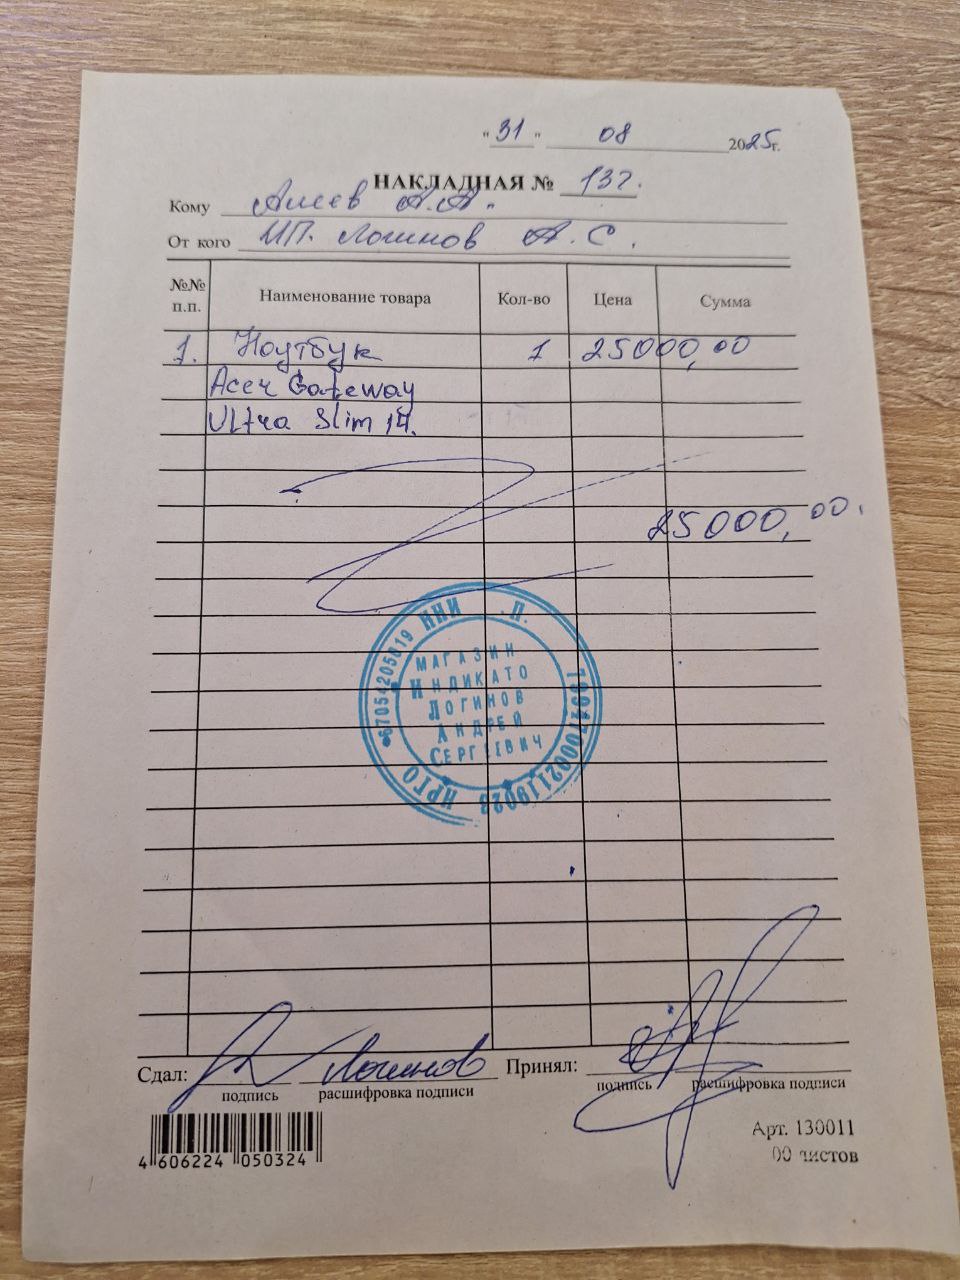 "31" 08 2025г.
НАКЛАДНАЯ № 137.
Кому Алиев А.А.
От кого ИП. Логинов А.С.
№№ п.п. Наименование товара Кол-во Цена Сумма
1. Ноутбук 1 25000,00
Acer Gateway
Ultra Slim 14.
25000,00.
МАГАЗИН
ИНДИКАТО
ЛОГИНОВ
АНДРЕЙ
СЕРГЕЕВИЧ
Сдал: Логинов Принял:
подпись расшифровка подписи подпись расшифровка подписи
4 606224 050324
Арт. 130011
листов